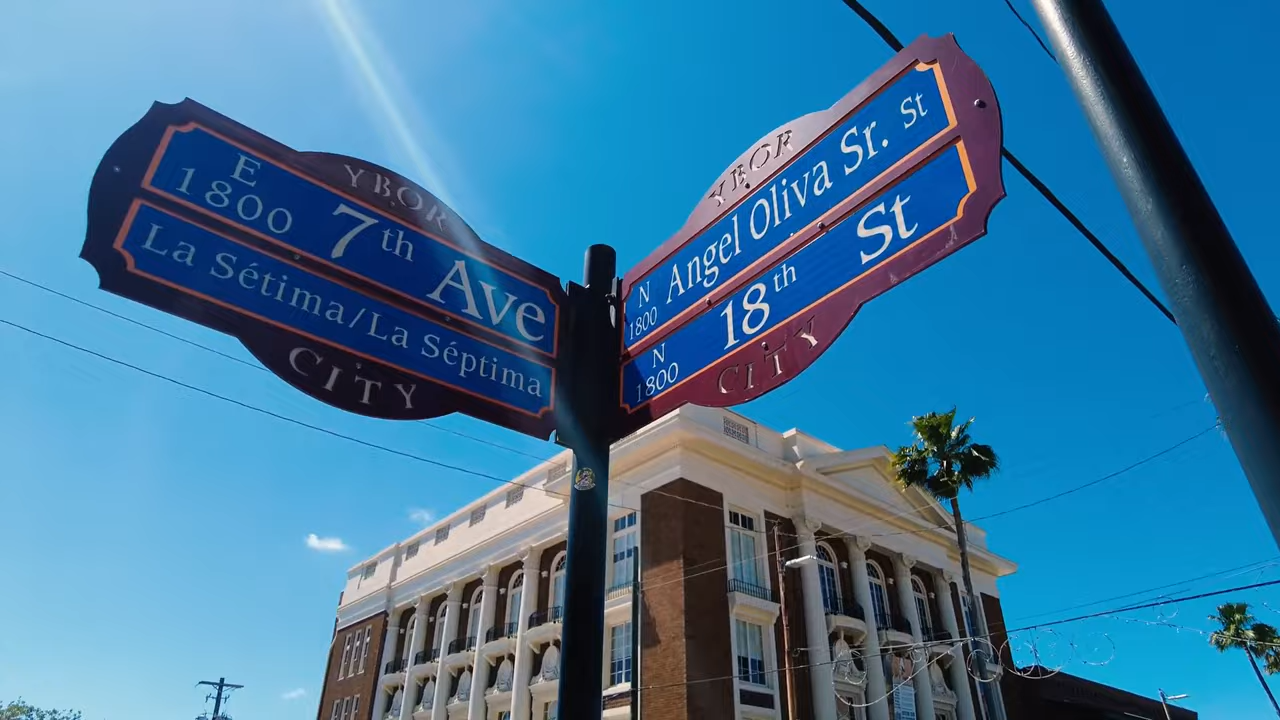 YBOR
E
1800 7th Ave
La Sétima/La Séptima
CITY
YBOR
N
1800 Angel Oliva Sr. St
N
1800 18th St
CITY